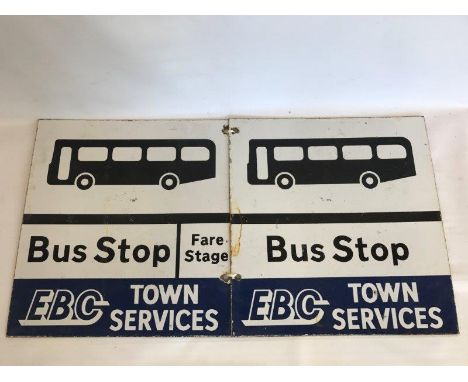 Bus Stop
Fare
Stage
EBC
TOWN
SERVICES
Bus Stop
EBC
TOWN
SERVICES